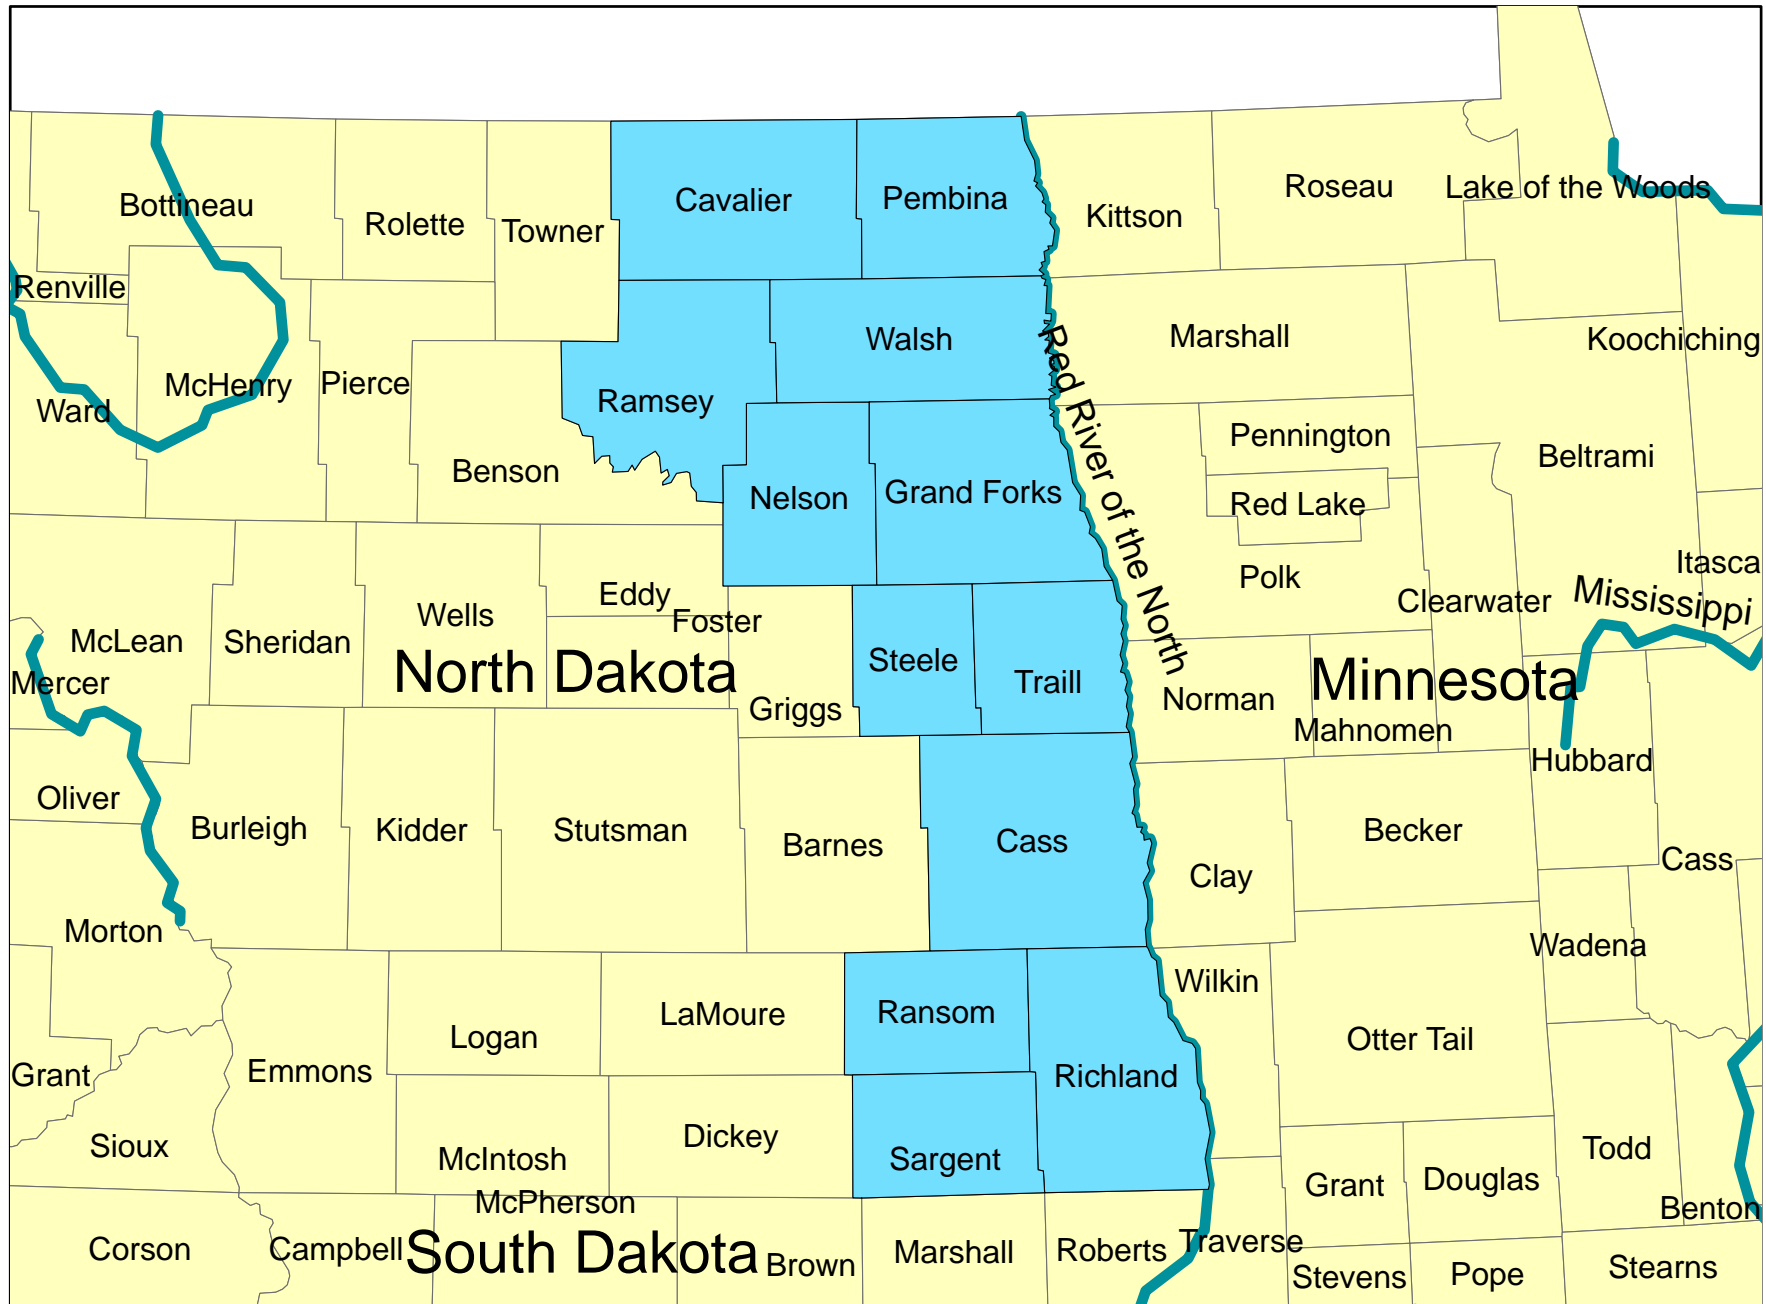 Roseau
Lake of the Woods
Cavalier
Pembina
Bottineau
Rolette
Towner
Kittson
Renville
Walsh
Marshall
Koochiching
McHenry
Pierce
Ramsey
Ward
Pennington
Beltrami
Benson
Nelson
Grand Forks
Red Lake
Red River of the North
Itasca
Polk
Eddy
Clearwater
Mississippi
Wells
Foster
McLean
Sheridan
Steele
Mercer
North Dakota
Traill
Minnesota
Norman
Griggs
Mahnomen
Hubbard
Oliver
Burleigh
Kidder
Stutsman
Barnes
Cass
Becker
Cass
Clay
Morton
Wadena
Wilkin
LaMoure
Ransom
Logan
Otter Tail
Grant
Emmons
Richland
Sioux
McIntosh
Dickey
Sargent
Todd
Grant
Douglas
McPherson
Benton
Corson
Campbell
South Dakota
Brown
Marshall
Roberts
Traverse
Stevens
Pope
Stearns